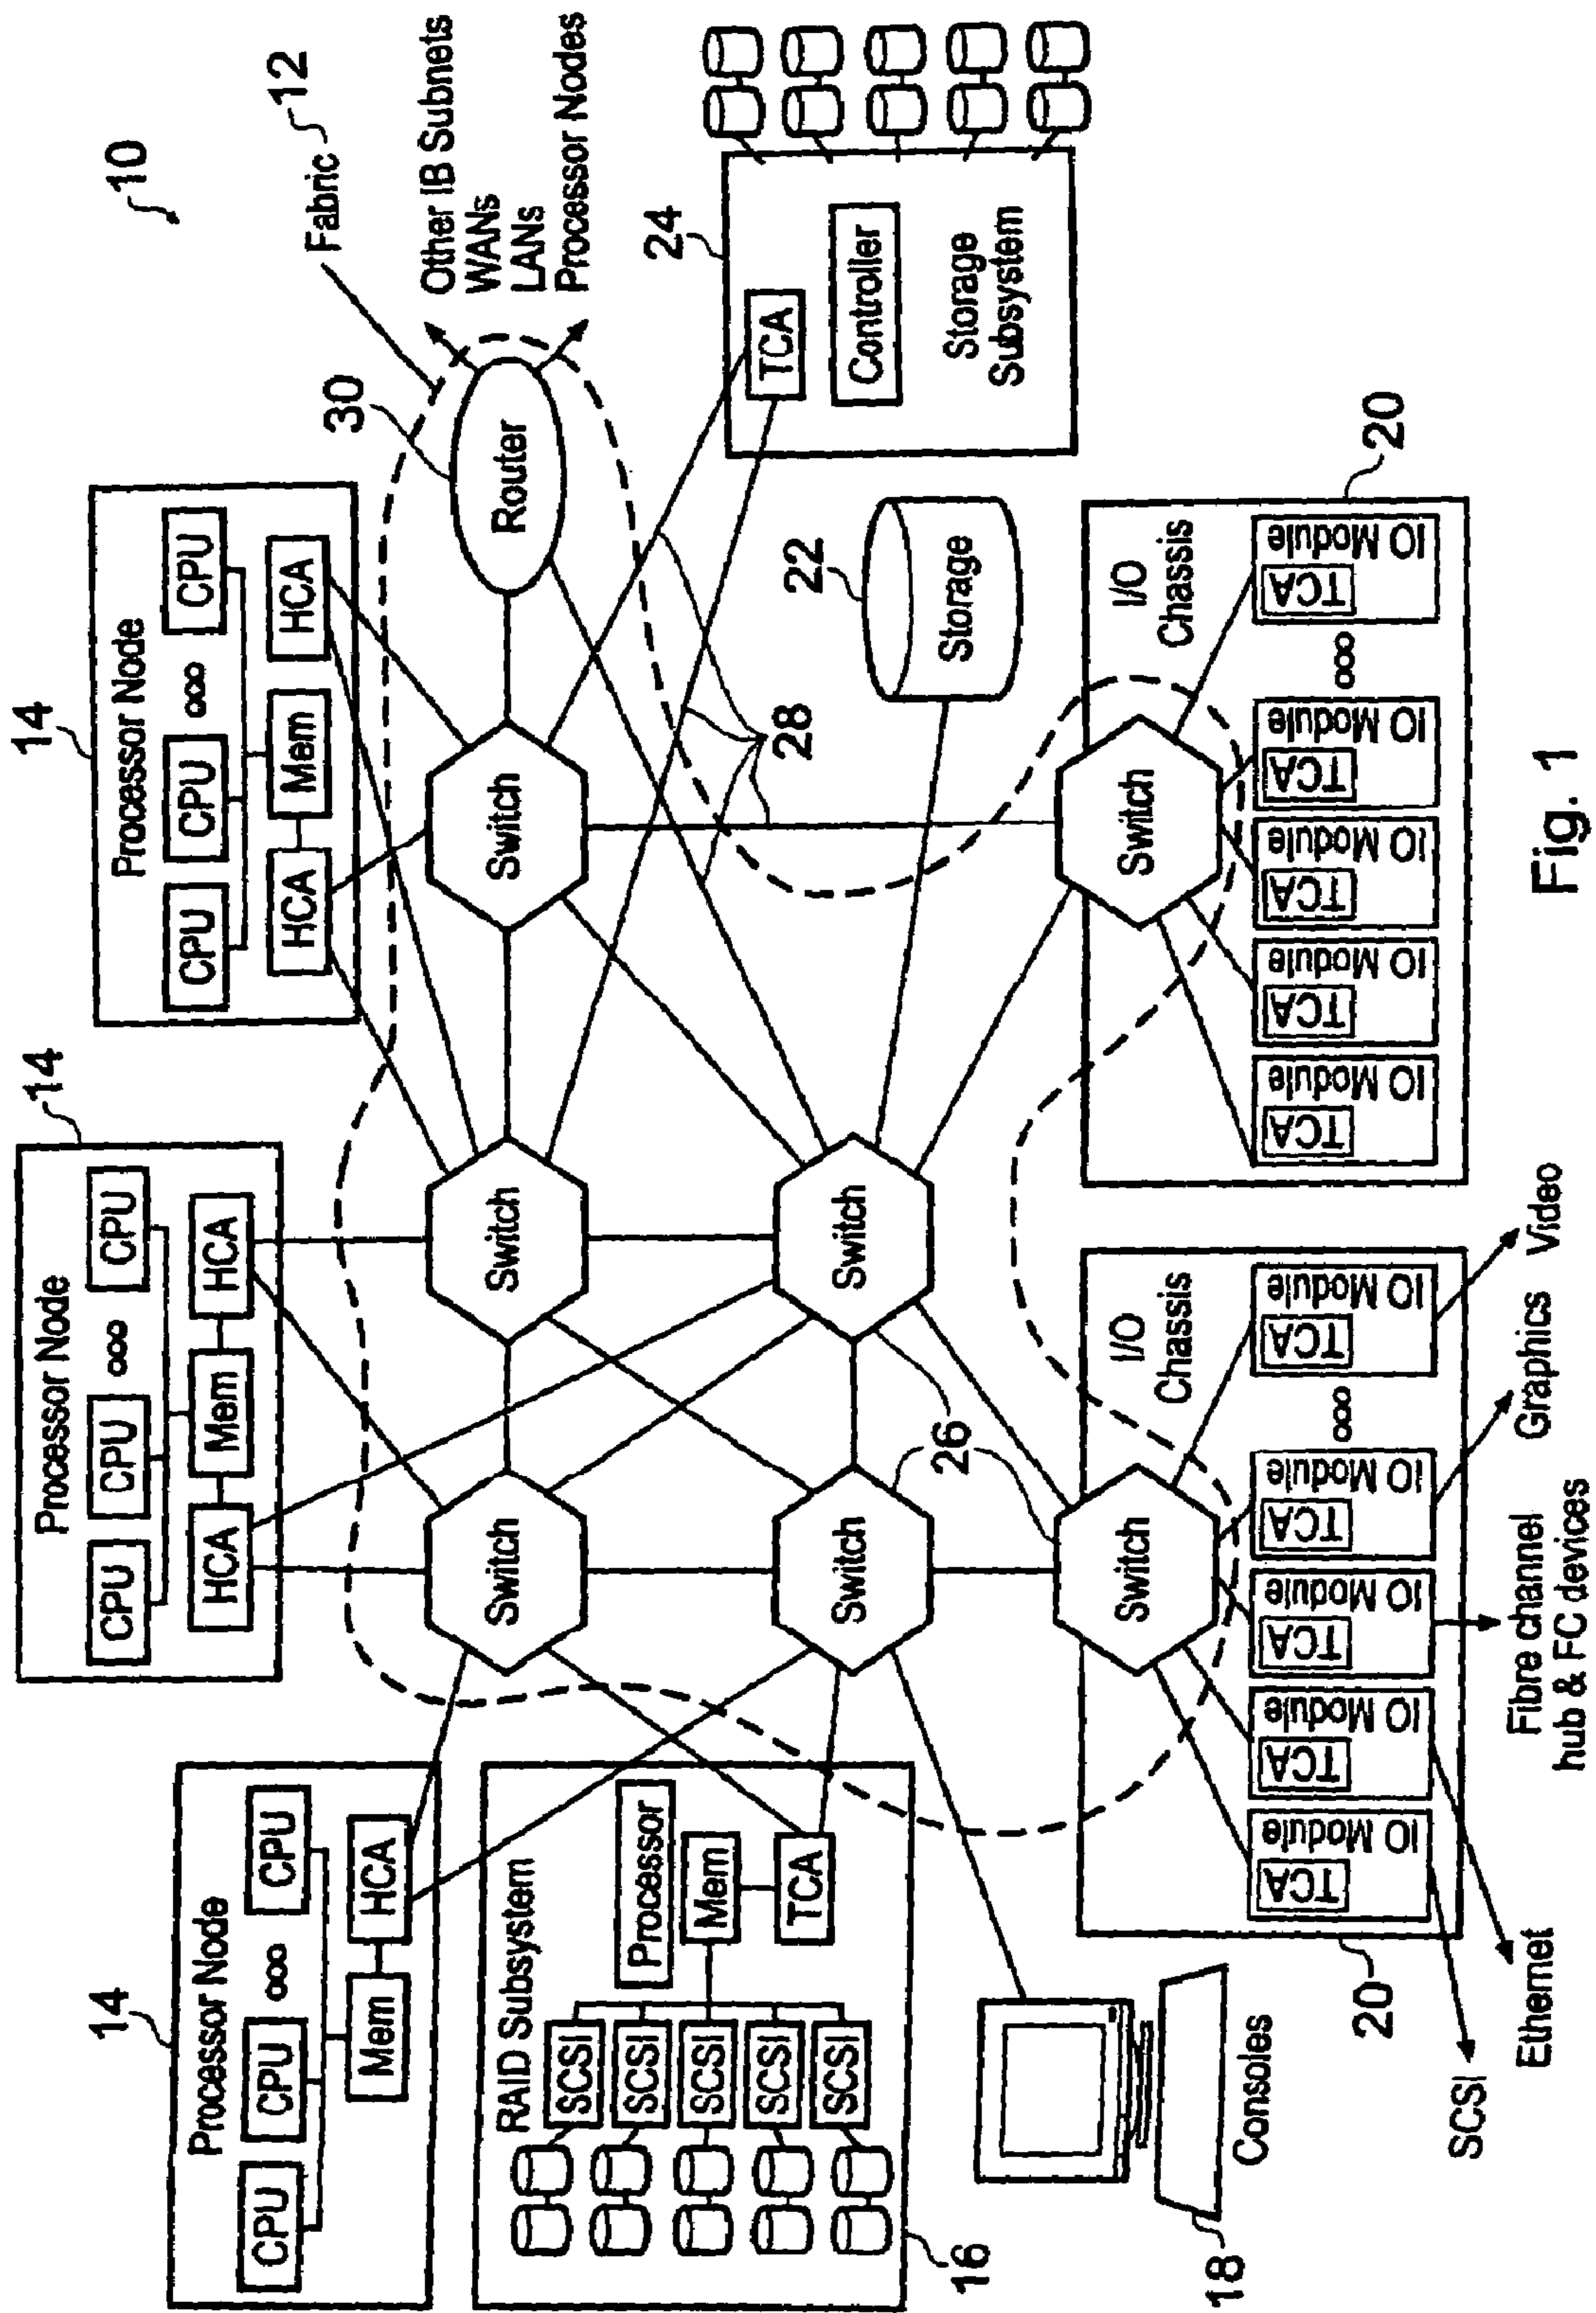 10
Fabric 12
14
Processor Node
CPU CPU ∞ CPU
Mem HCA
14
Processor Node
CPU CPU ∞ CPU
HCA Mem HCA
14
Processor Node
CPU CPU ∞ CPU
HCA Mem HCA
30
Router
Other IB Subnets
WANs
LANs
Processor Nodes
RAID Subsystem
Processor
SCSI
SCSI
SCSI
SCSI
SCSI
Mem
TCA
16
Switch
Switch
Switch
Switch
Switch
26
28
22
Storage
24
TCA
Controller
Storage
Subsystem
18
Consoles
Switch
I/O
Chassis
TCA TCA TCA TCA ∞ TCA
IO Module IO Module IO Module IO Module IO Module
20
SCSI
Ethernet
Fibre channel
hub & FC devices
Graphics
Video
Switch
I/O
Chassis
TCA TCA TCA TCA ∞ TCA
IO Module IO Module IO Module IO Module IO Module
20
Fig. 1